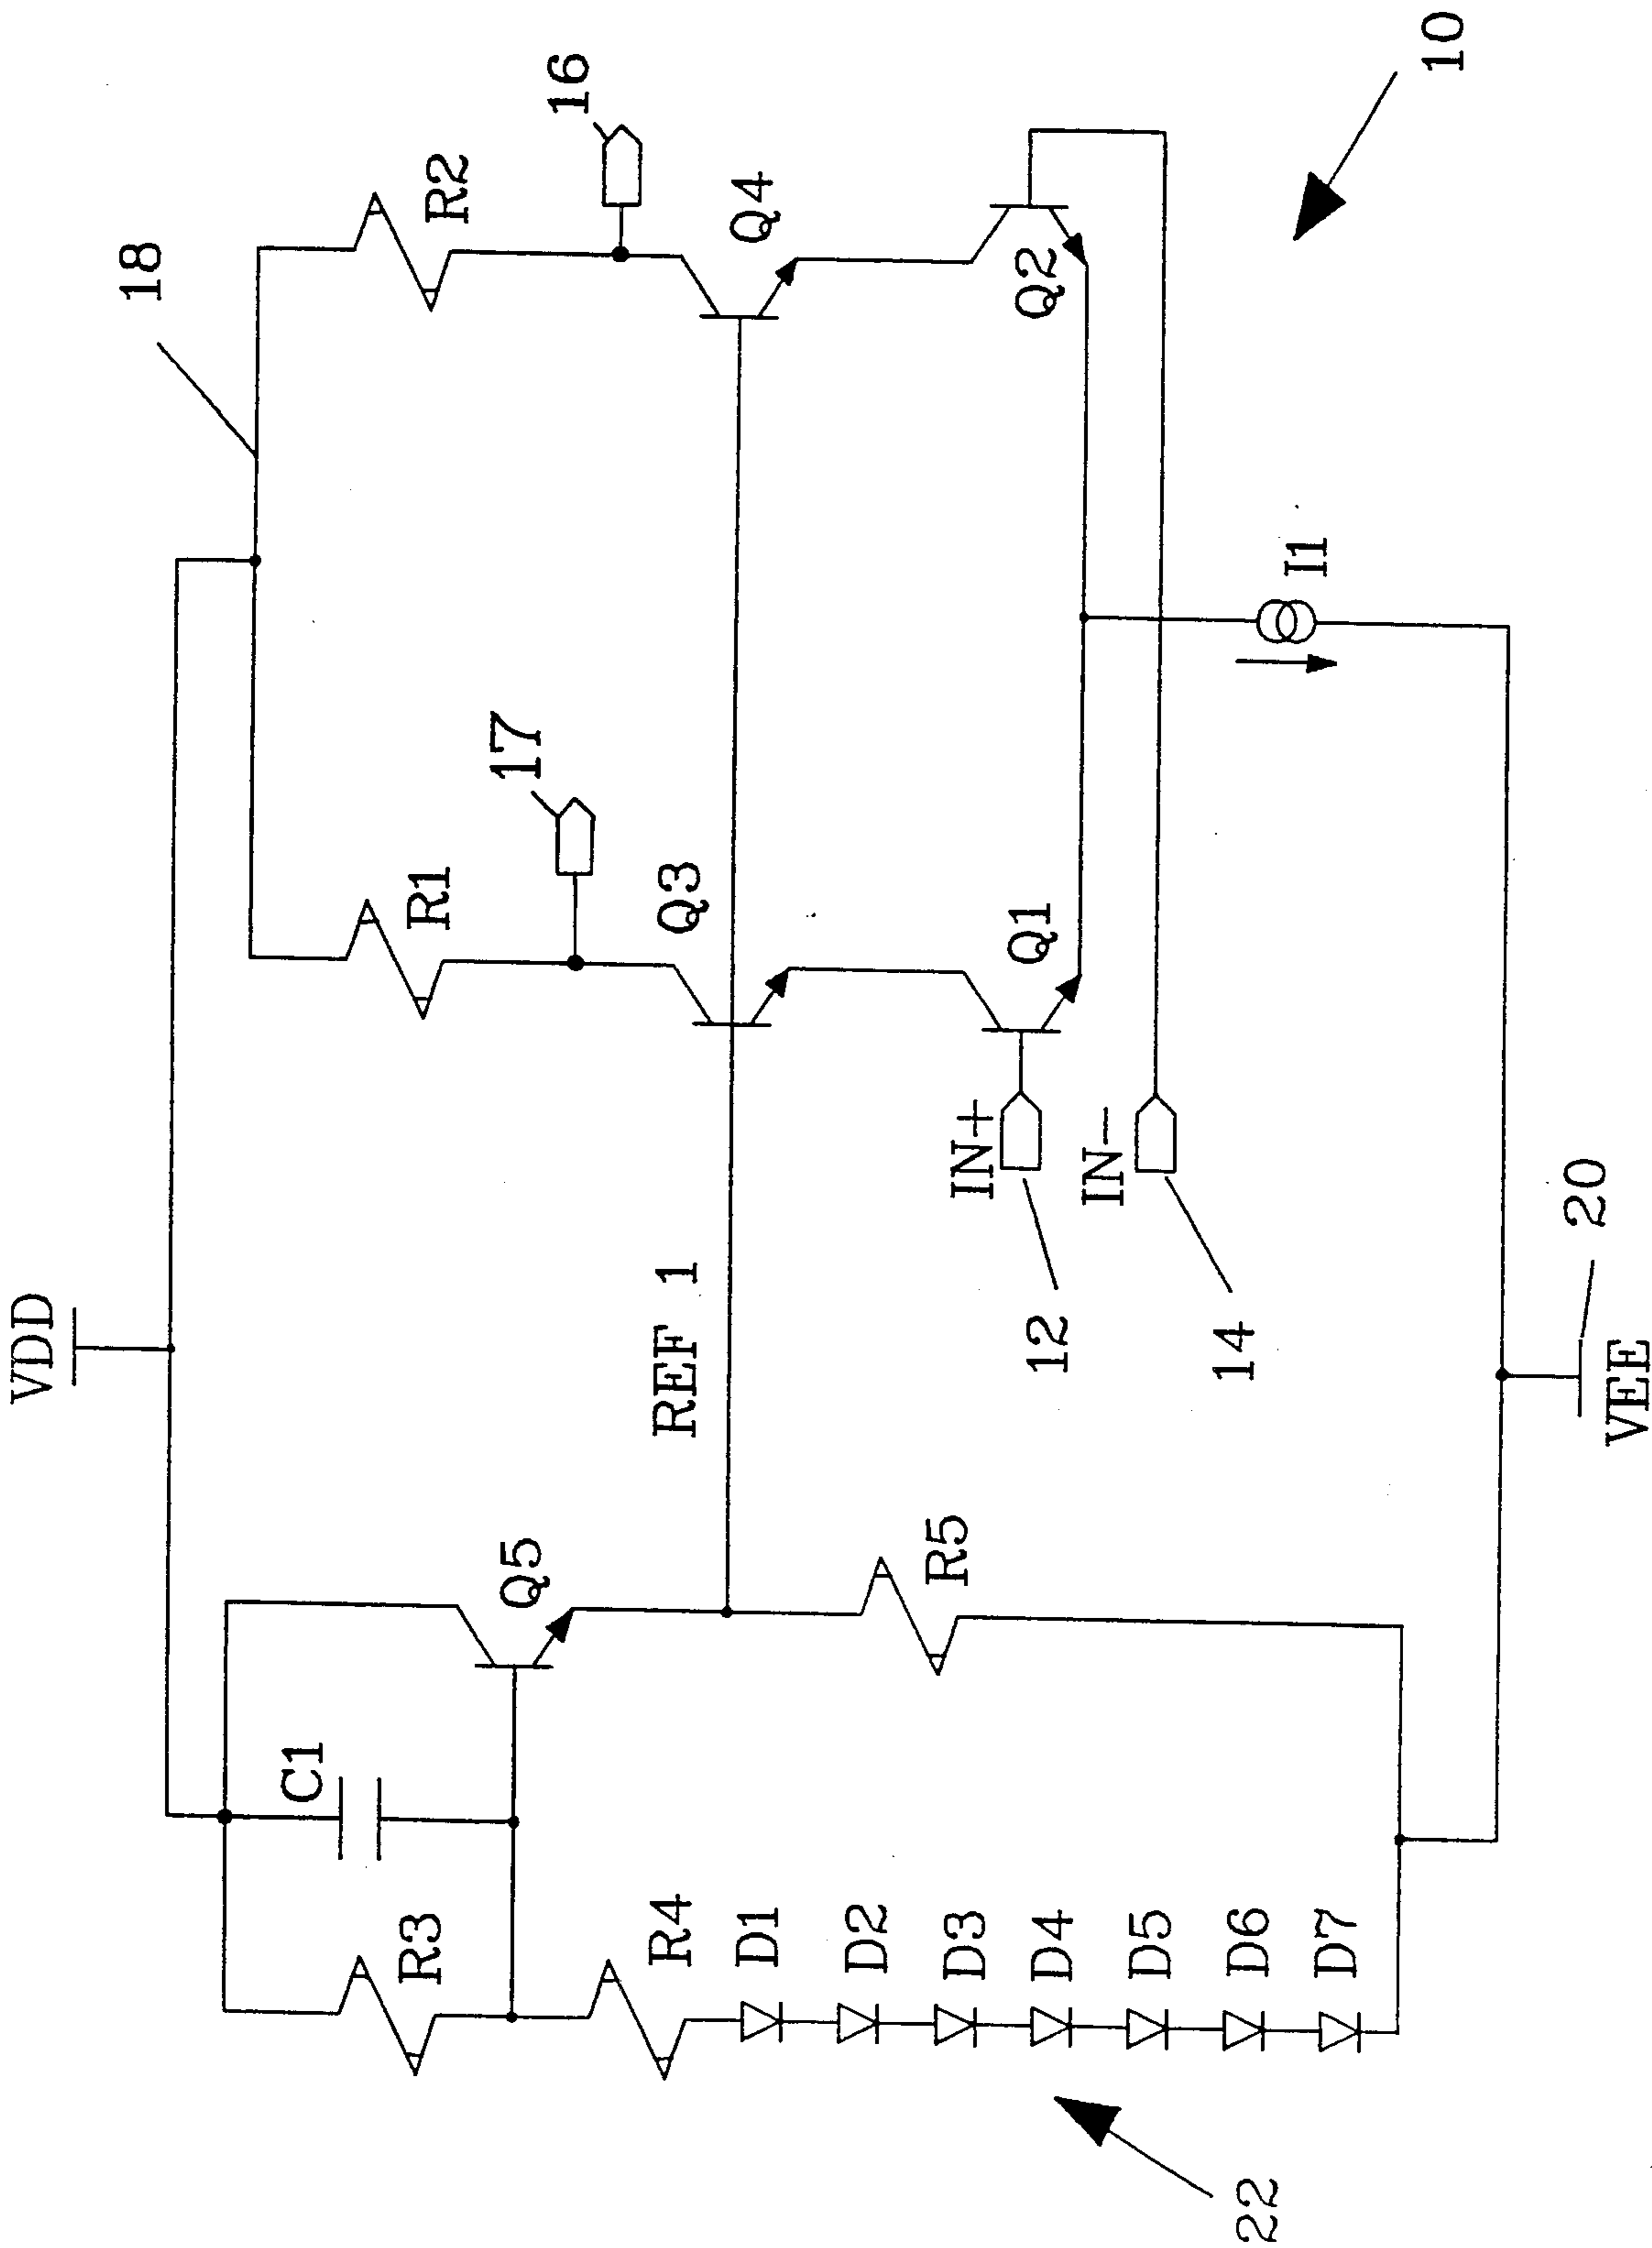 VDD
18
C1
R3
Q5
R1
17
R2
16
REF 1
Q3
Q4
R4
D1
D2
D3
D4
D5
D6
D7
R5
IN+
IN-
12
14
Q1
Q2
I1
10
22
20
VEE